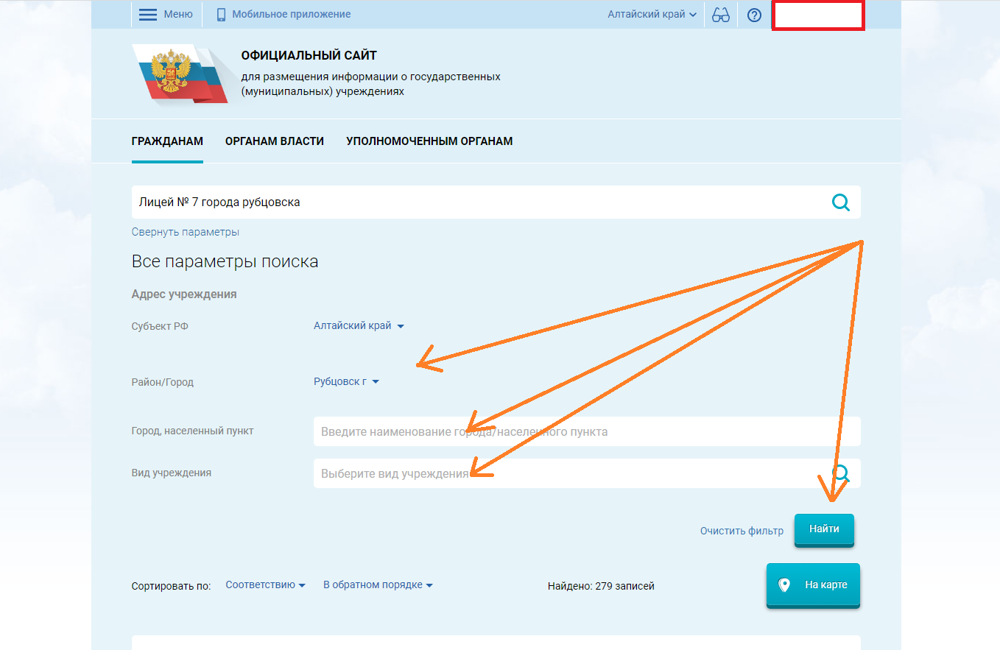 Меню
Мобильное приложение
Алтайский край
?
ОФИЦИАЛЬНЫЙ САЙТ
для размещения информации о государственных
(муниципальных) учреждениях
ГРАЖДАНАМ ОРГАНАМ ВЛАСТИ УПОЛНОМОЧЕННЫМ ОРГАНАМ
Лицей № 7 города рубцовска
Свернуть параметры
Все параметры поиска
Адрес учреждения
Субъект РФ Алтайский край
Район/Город Рубцовск г
Город, населенный пункт Введите наименование города/населенного пункта
Вид учреждения Выберите вид учреждения
Очистить фильтр Найти
Сортировать по: Соответствию В обратном порядке Найдено: 279 записей На карте